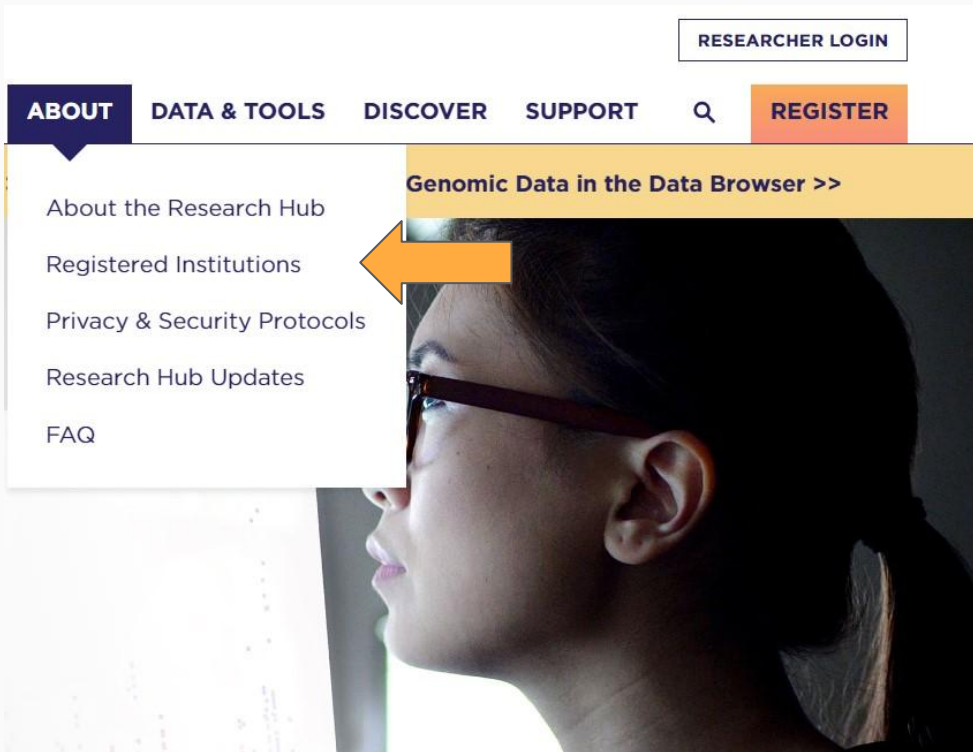 RESEARCHER LOGIN
ABOUT DATA & TOOLS DISCOVER SUPPORT REGISTER
Genomic Data in the Data Browser >>
About the Research Hub
Registered Institutions
Privacy & Security Protocols
Research Hub Updates
FAQ